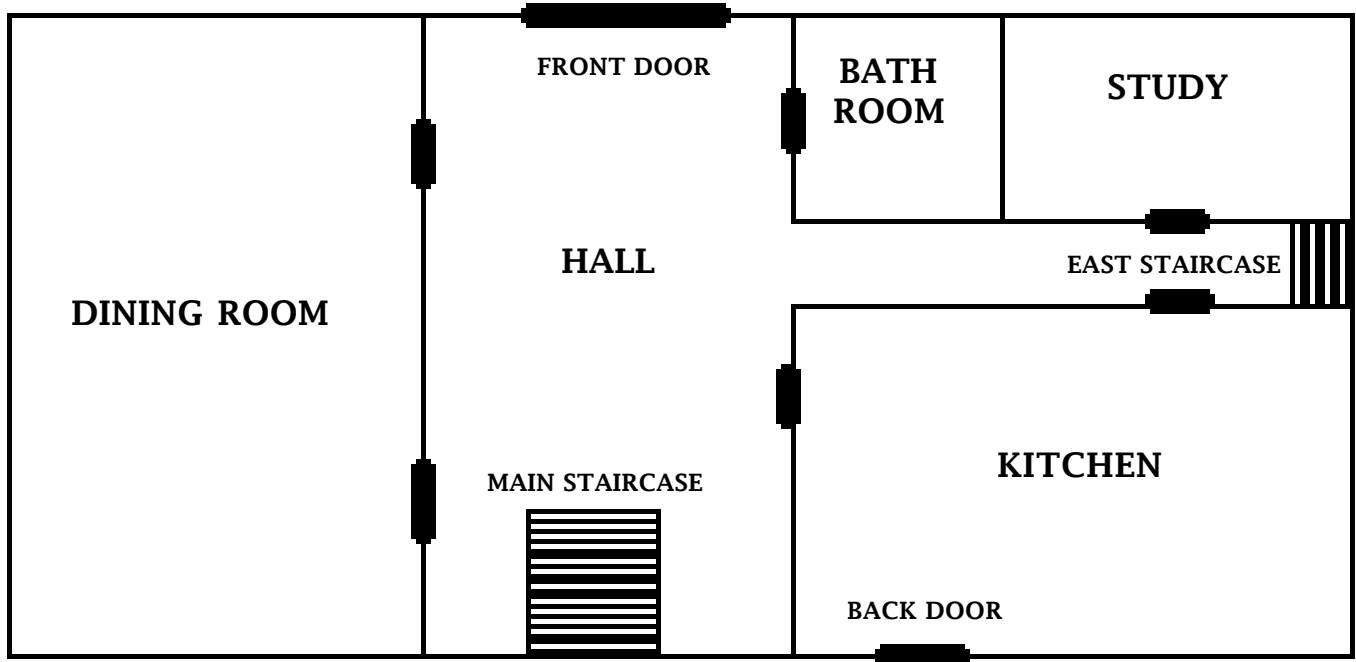 FRONT DOOR
BATH
ROOM
STUDY
HALL
EAST STAIRCASE
DINING ROOM
KITCHEN
MAIN STAIRCASE
BACK DOOR